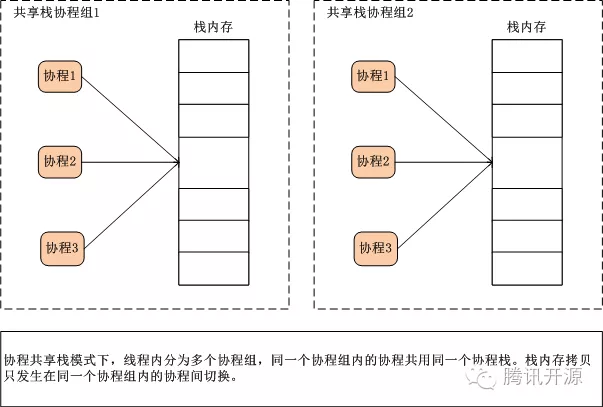 共享栈协程组1
栈内存
协程1
协程2
协程3
共享栈协程组2
栈内存
协程1
协程2
协程3
协程共享栈模式下，线程内分为多个协程组，同一个协程组内的协程共用同一个协程栈。栈内存拷贝
只发生在同一个协程组内的协程间切换。
腾讯开源